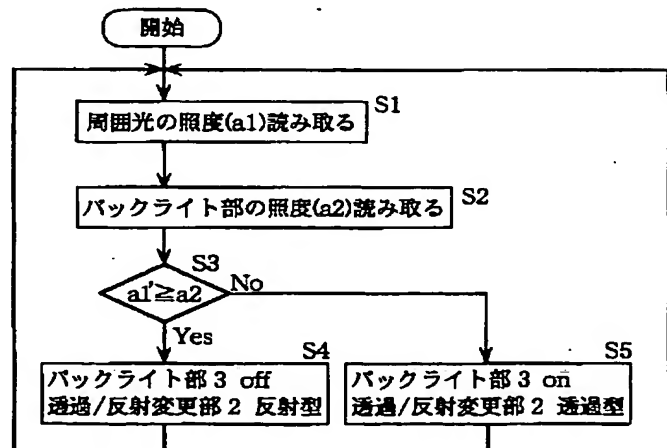 開始
周囲光の照度(a1)読み取る
S1
バックライト部の照度(a2)読み取る
S2
S3
a1'≧a2
No
Yes
S4
バックライト部 3 off
透過/反射変更部 2 反射型
S5
バックライト部 3 on
透過/反射変更部 2 透過型